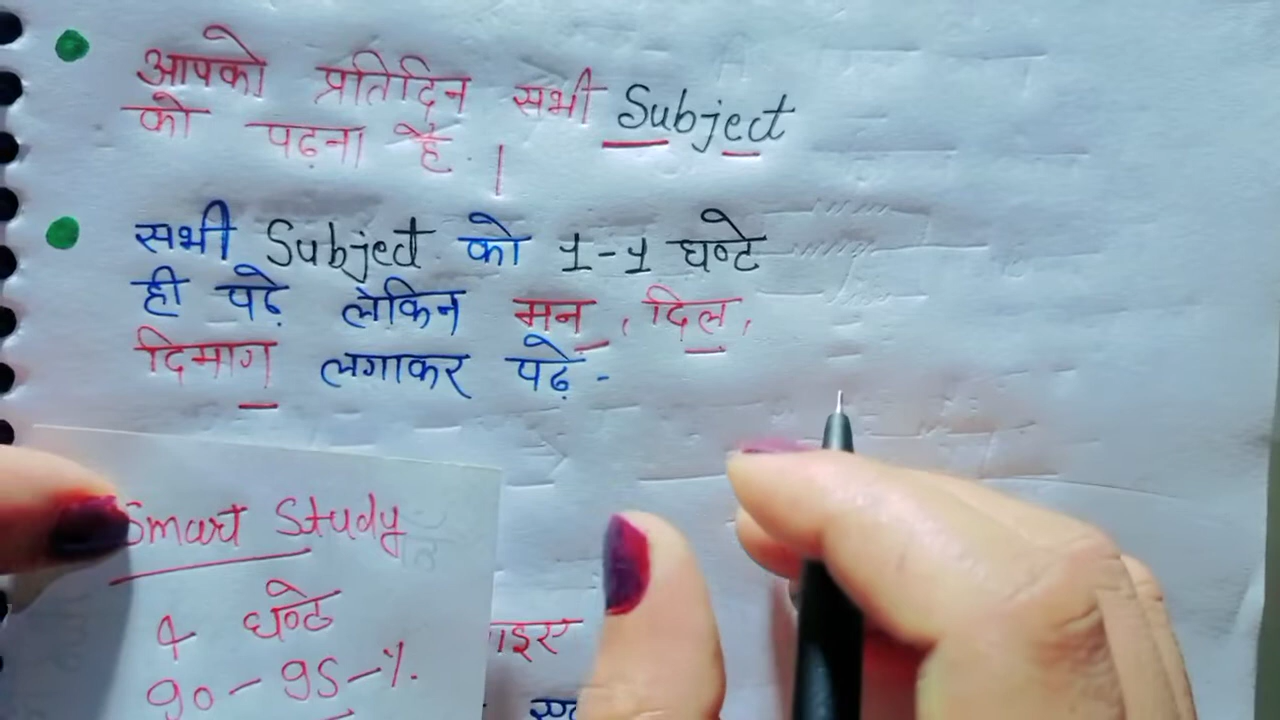 आपको प्रतिदिन सभी Subject
को पढ़ना है. |
सभी Subject को 1-1 घण्टे
ही पढे़ लेकिन मन, दिल,
दिमाग लगाकर पढ़े -
Smart Study
4 घण्टे
90-95-%.